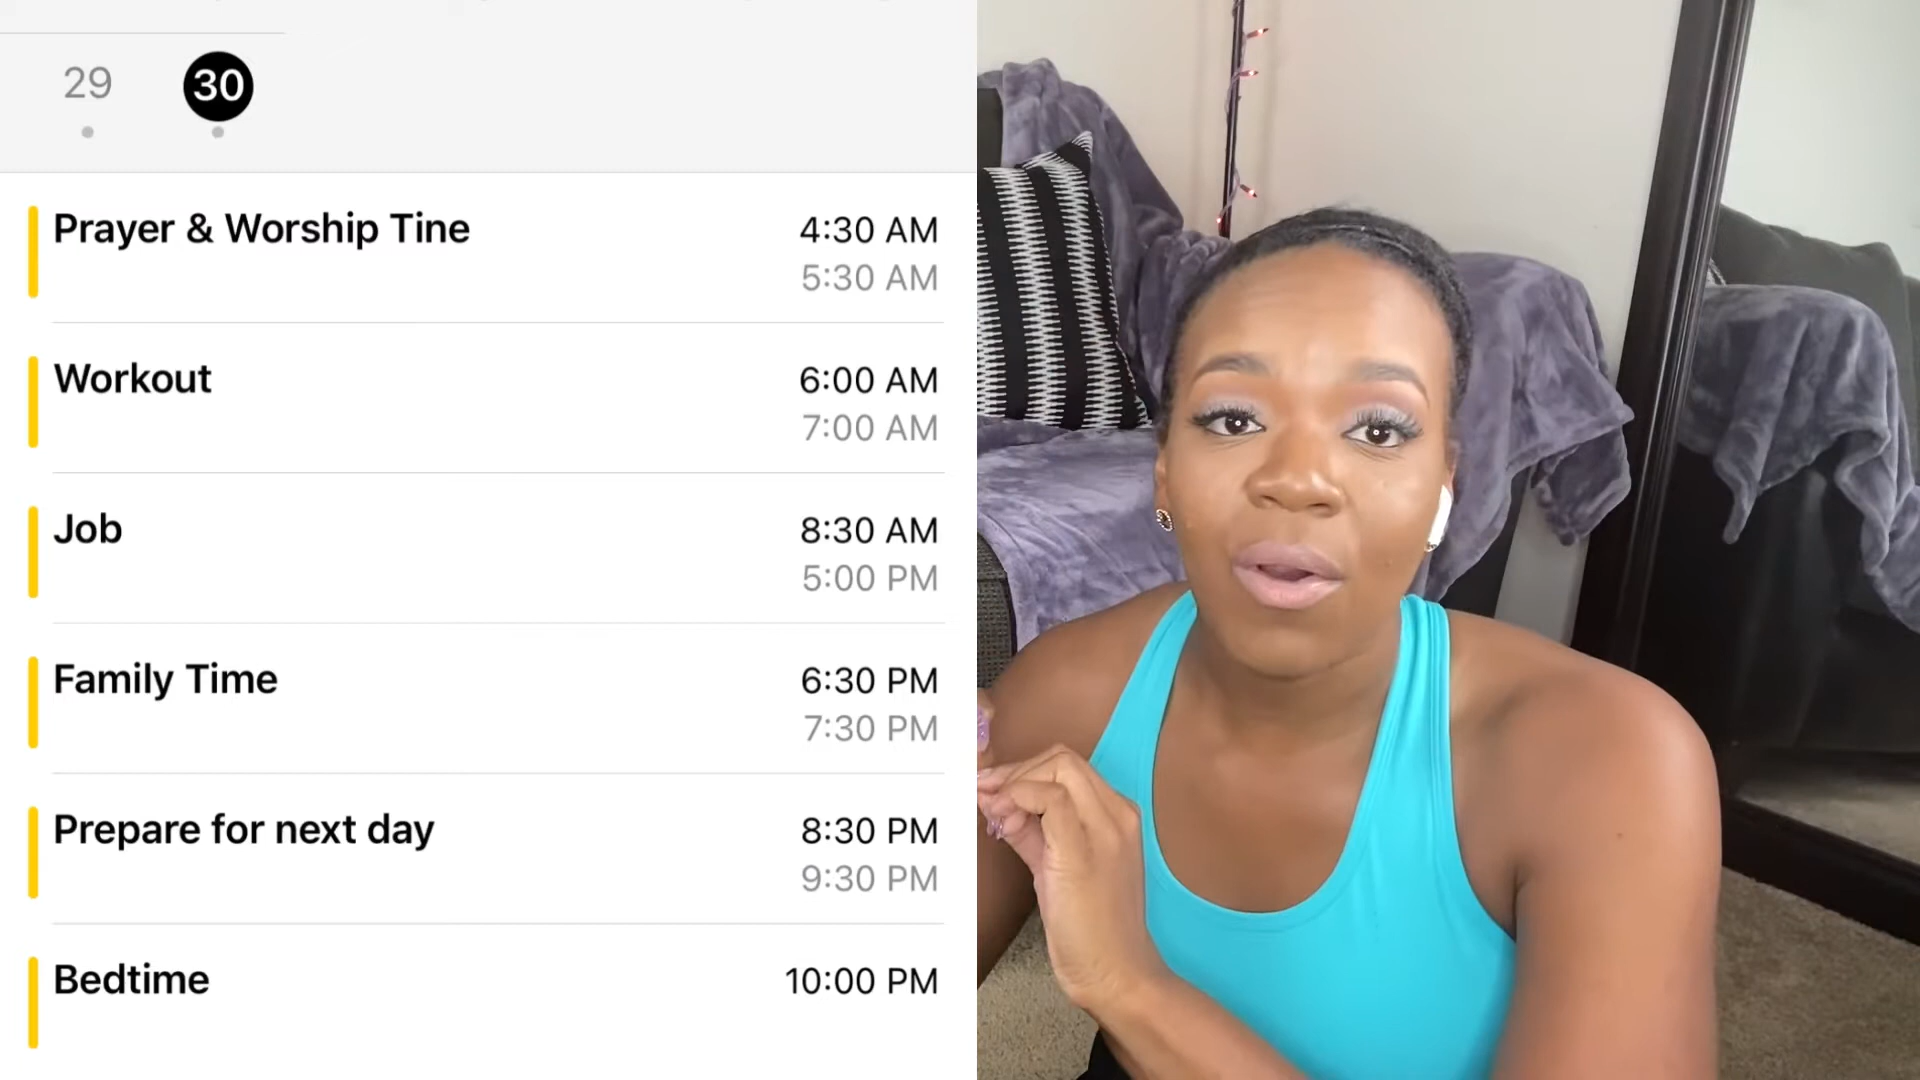 29 30
Prayer & Worship Tine 4:30 AM
5:30 AM
Workout 6:00 AM
7:00 AM
Job 8:30 AM
5:00 PM
Family Time 6:30 PM
7:30 PM
Prepare for next day 8:30 PM
9:30 PM
Bedtime 10:00 PM